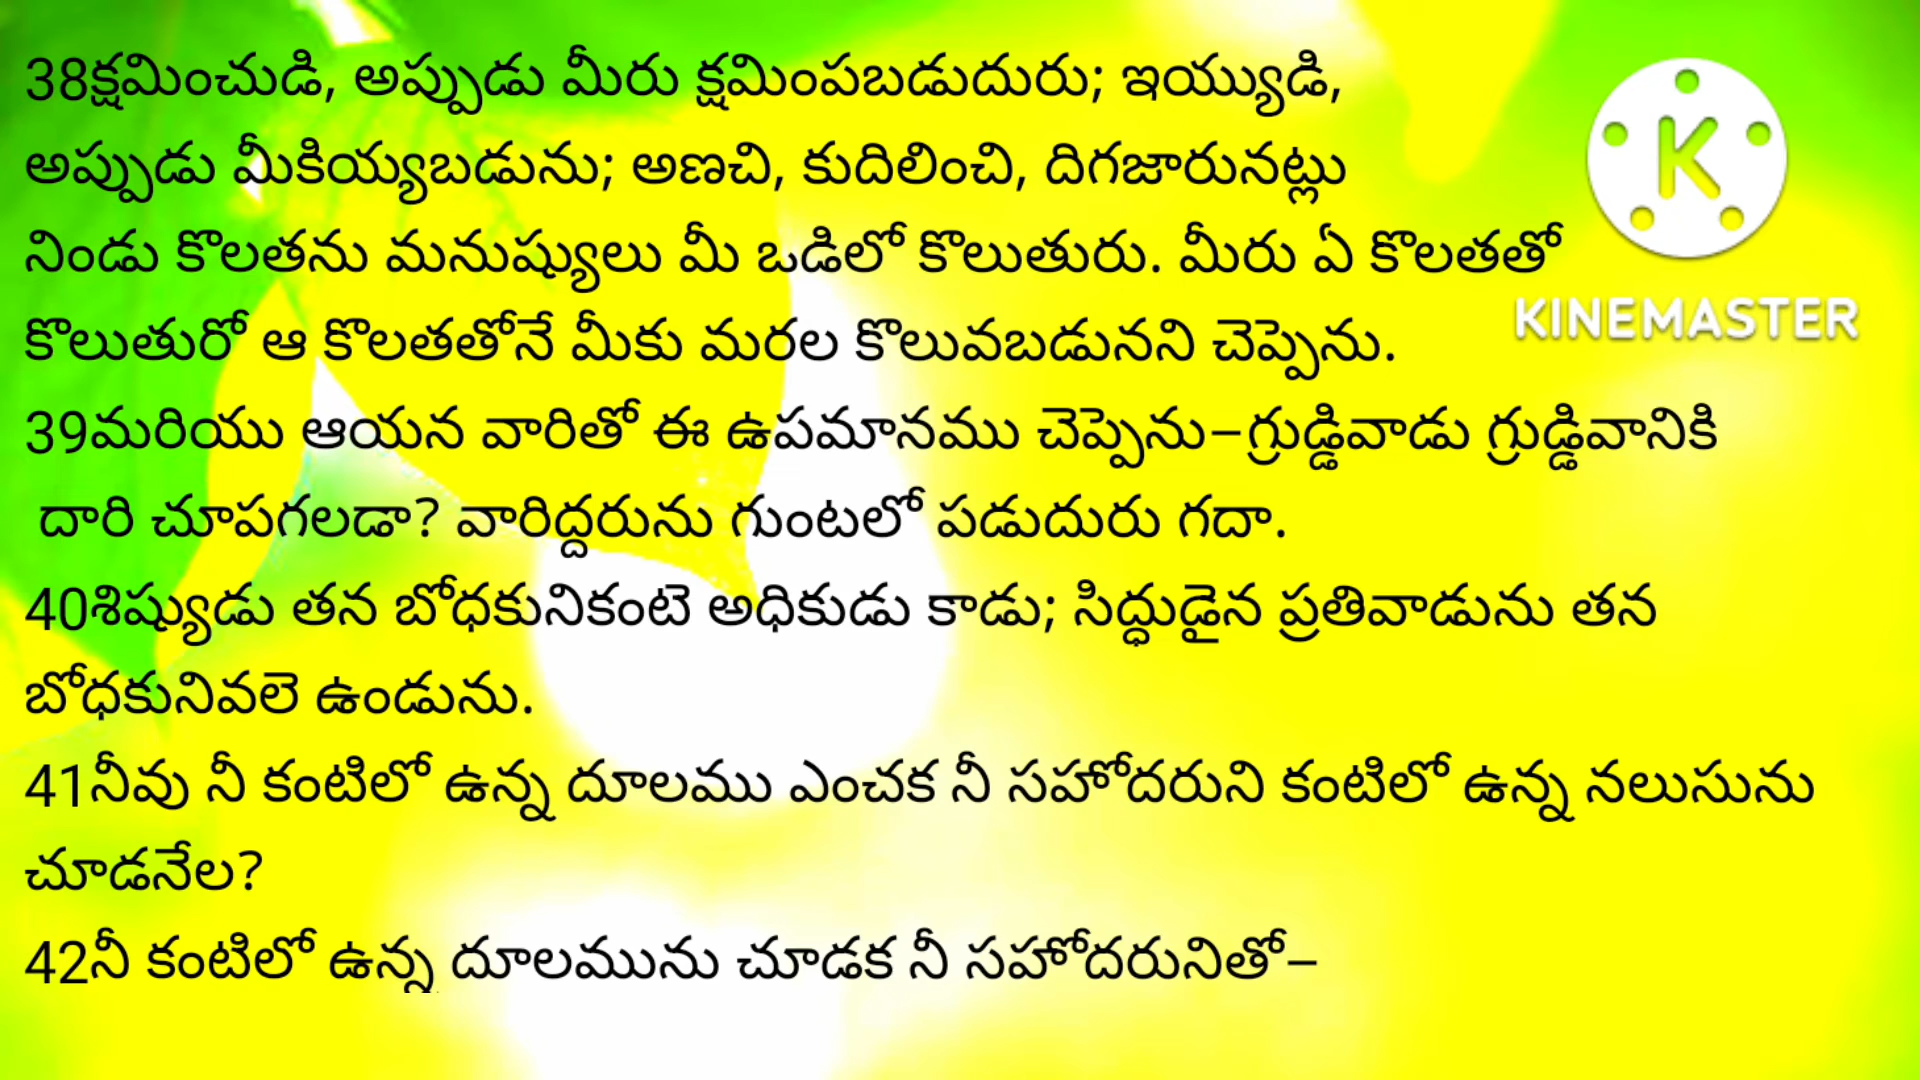 38క్షమించుడి, అప్పుడు మీరు క్షమింపబడుదురు; ఇయ్యుడి,
అప్పుడు మీకియ్యబడును; అణచి, కుదిలించి, దిగజారునట్లు
నిండు కొలతను మనుష్యులు మీ ఒడిలో కొలుతురు. మీరు ఏ కొలతతో
కొలుతురో ఆ కొలతతోనే మీకు మరల కొలువబడునని చెప్పెను.
KINEMASTER
39మరియు ఆయన వారితో ఈ ఉపమానము చెప్పెను–గ్రుడ్డివాడు గ్రుడ్డివానికి
దారి చూపగలడా? వారిద్దరును గుంటలో పడుదురు గదా.
40శిష్యుడు తన బోధకునికంటె అధికుడు కాడు; సిద్ధుడైన ప్రతివాడును తన
బోధకునివలె ఉండును.
41నీవు నీ కంటిలో ఉన్న దూలము ఎంచక నీ సహోదరుని కంటిలో ఉన్న నలుసును
చూడనేల?
42నీ కంటిలో ఉన్న దూలమును చూడక నీ సహోదరునితో–